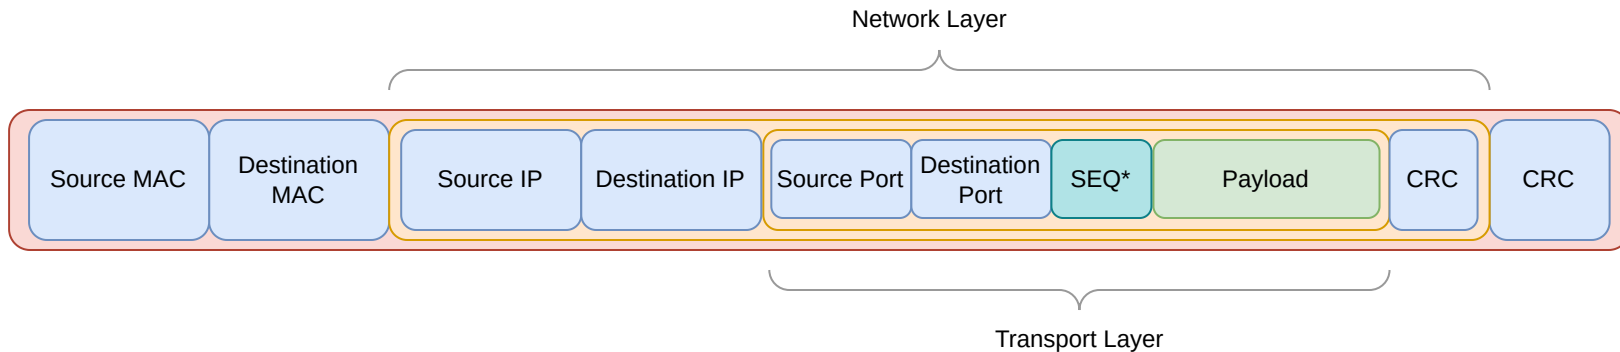 Network Layer
Source MAC
Destination
MAC
Source IP
Destination IP
Source Port
Destination
Port
SEQ*
Payload
CRC
CRC
Transport Layer